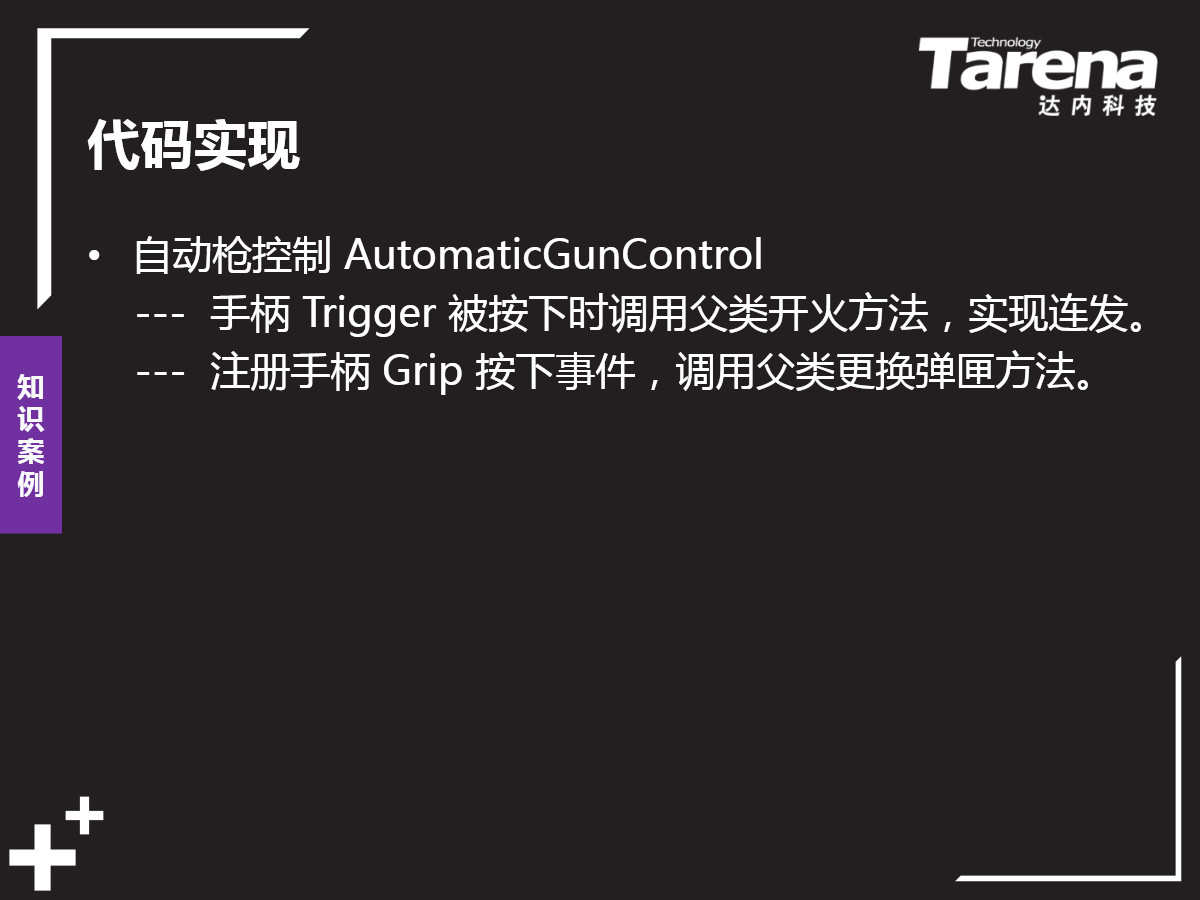 Technology
Tarena
达内科技
代码实现
• 自动枪控制 AutomaticGunControl
--- 手柄 Trigger 被按下时调用父类开火方法，实现连发。
--- 注册手柄 Grip 按下事件，调用父类更换弹匣方法。
知识案例